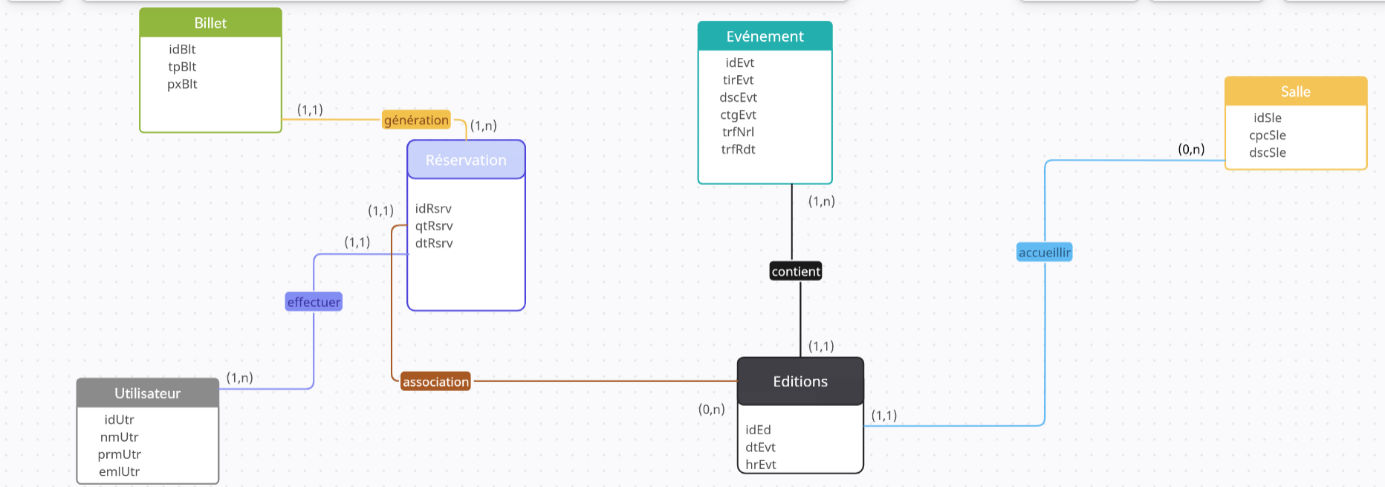 Billet
idBlt
tpBlt
pxBlt
(1,1)
génération
(1,n)
Réservation
idRsrv
qtRsrv
dtRsrv
(1,1)
(1,1)
effectuer
(1,n)
Utilisateur
idUtr
nmUtr
prmUtr
emlUtr
association
Evénement
idEvt
tirEvt
dscEvt
ctgEvt
trfNrl
trfRdt
(1,n)
contient
(1,1)
Editions
(0,n)
idEd
dtEvt
hrEvt
(1,1)
accueillir
(0,n)
Salle
idSle
cpcSle
dscSle